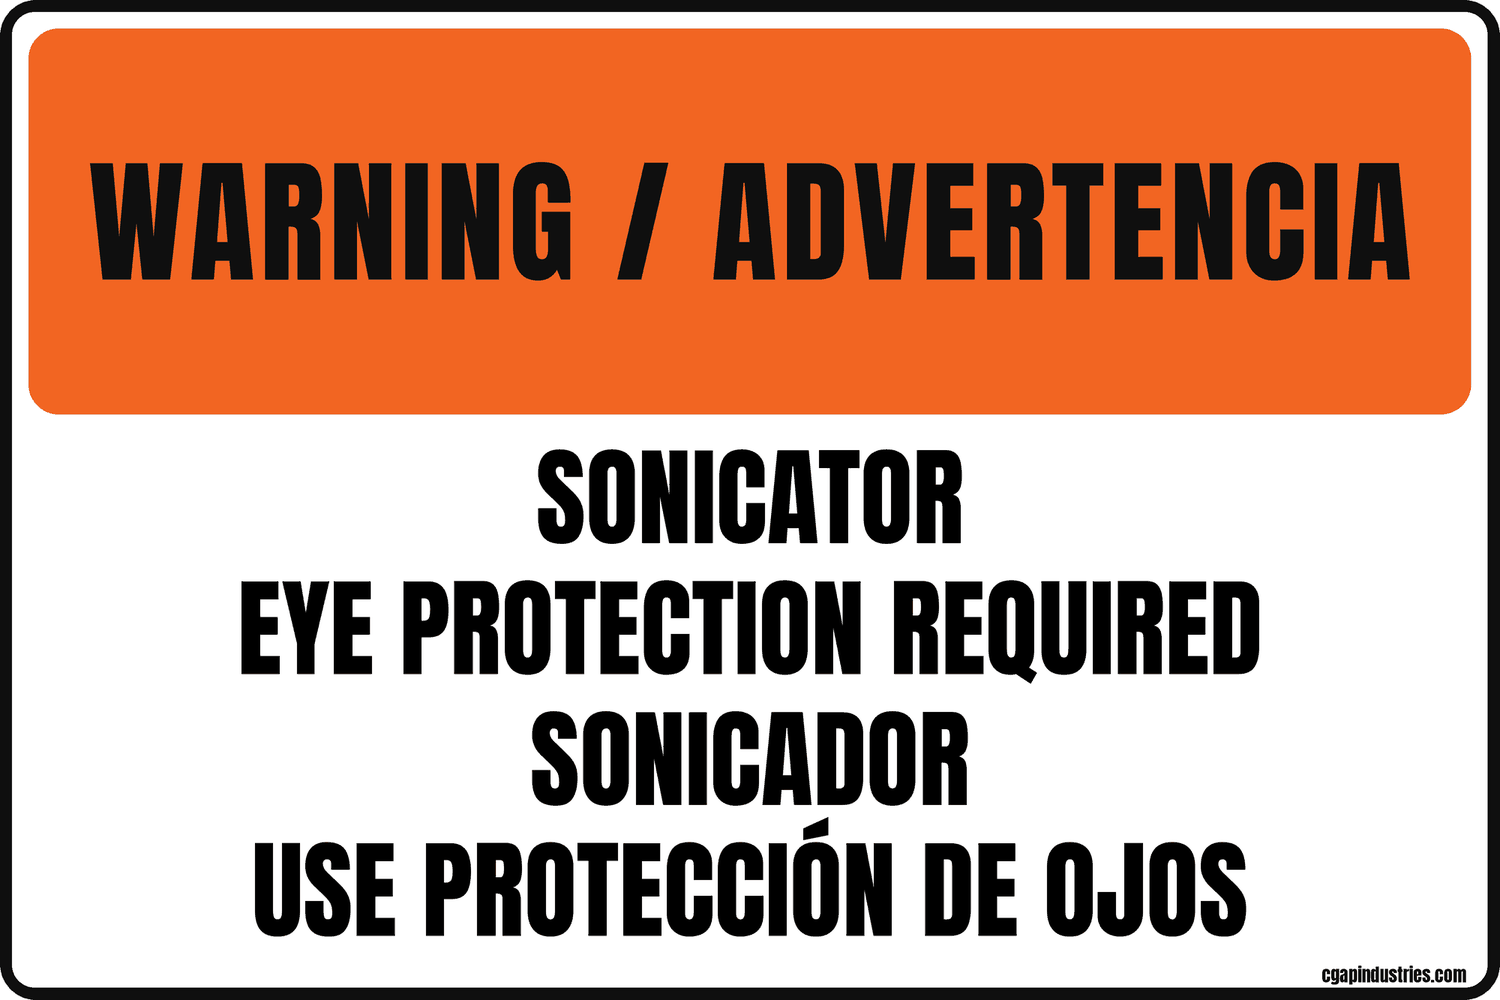 WARNING / ADVERTENCIA
SONICATOR
EYE PROTECTION REQUIRED
SONICADOR
USE PROTECCIÓN DE OJOS
cgapindustries.com